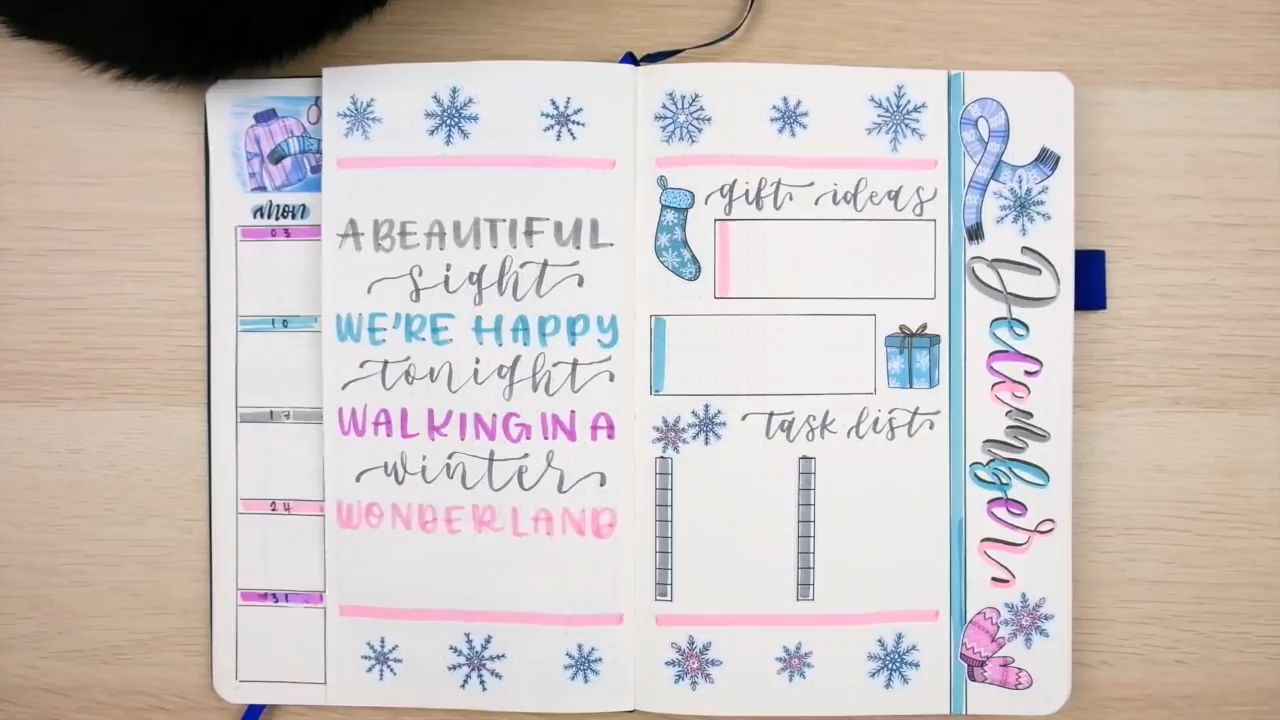 mon
03
10
17
24
31
A BEAUTIFUL
sight
WE'RE HAPPY
tonight
WALKING IN A
winter
WONDERLAND
gift ideas
task list
December